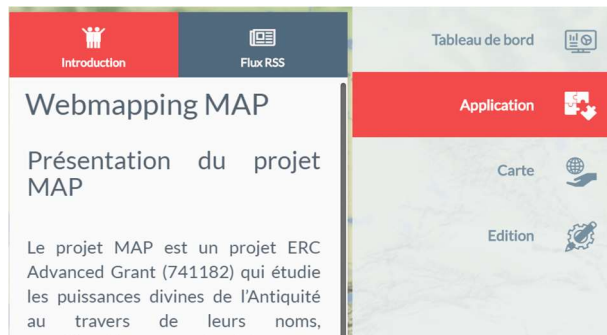 Introduction
Flux RSS
Webmapping MAP
Présentation du projet
MAP
Le projet MAP est un projet ERC
Advanced Grant (741182) qui étudie
les puissances divines de l'Antiquité
au travers de leurs noms,
Tableau de bord
Application
Carte
Edition